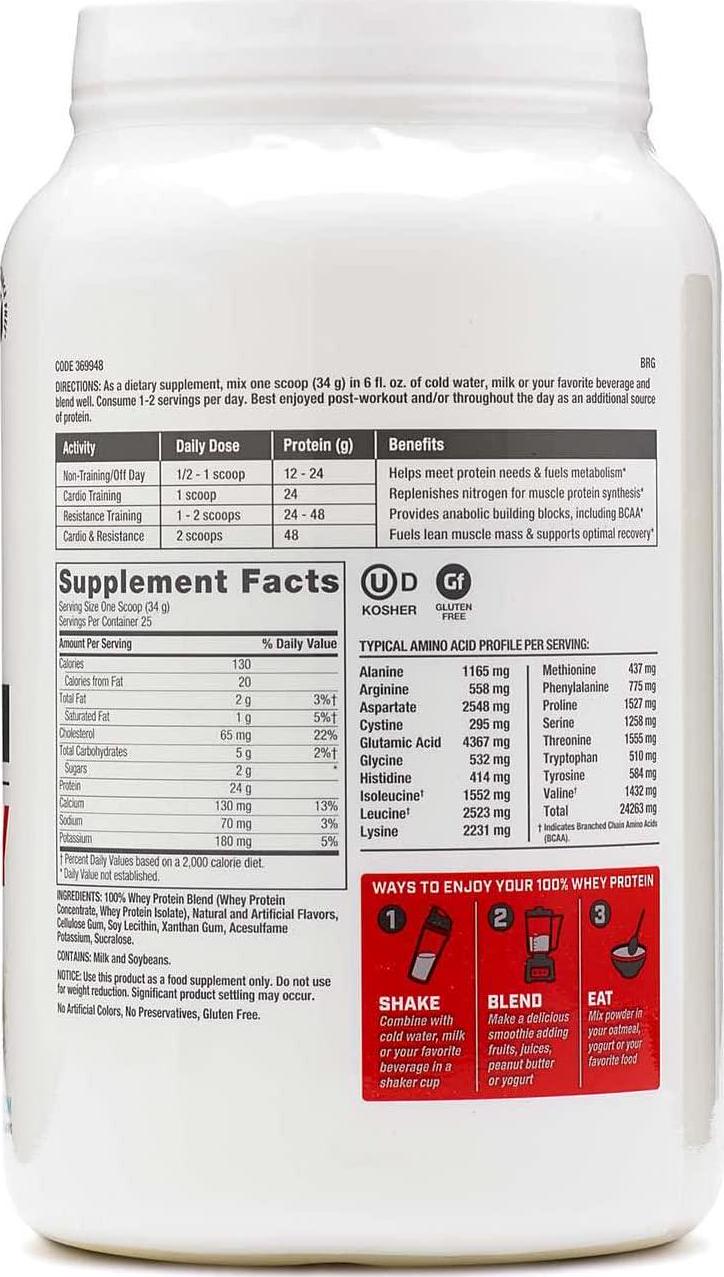 CODE 369948 BRG
DIRECTIONS: As a dietary supplement, mix one scoop (34 g) in 6 fl. oz. of cold water, milk or your favorite beverage and
blend well. Consume 1-2 servings per day. Best enjoyed post-workout and/or throughout the day as an additional source
of protein.
Activity Daily Dose Protein (g) Benefits
Non-Training/Off Day 1/2 - 1 scoop 12 - 24 Helps meet protein needs & fuels metabolism*
Cardio Training 1 scoop 24 Replenishes nitrogen for muscle protein synthesis*
Resistance Training 1 - 2 scoops 24 - 48 Provides anabolic building blocks, including BCAA*
Cardio & Resistance 2 scoops 48 Fuels lean muscle mass & supports optimal recovery*
Supplement Facts
Serving Size One Scoop (34 g)
Servings Per Container 25
Amount Per Serving % Daily Value
Calories 130
Calories from Fat 20
Total Fat 2 g 3%†
Saturated Fat 1 g 5%†
Cholesterol 65 mg 22%
Total Carbohydrates 5 g 2%†
Sugars 2 g *
Protein 24 g
Calcium 130 mg 13%
Sodium 70 mg 3%
Potassium 180 mg 5%
† Percent Daily Values based on a 2,000 calorie diet.
* Daily Value not established.
INGREDIENTS: 100% Whey Protein Blend (Whey Protein
Concentrate, Whey Protein Isolate), Natural and Artificial Flavors,
Cellulose Gum, Soy Lecithin, Xanthan Gum, Acesulfame
Potassium, Sucralose.
CONTAINS: Milk and Soybeans.
NOTICE: Use this product as a food supplement only. Do not use
for weight reduction. Significant product settling may occur.
No Artificial Colors, No Preservatives, Gluten Free.
U D Gf
KOSHER GLUTEN
FREE
TYPICAL AMINO ACID PROFILE PER SERVING:
Alanine 1165 mg
Arginine 558 mg
Aspartate 2548 mg
Cystine 295 mg
Glutamic Acid 4367 mg
Glycine 532 mg
Histidine 414 mg
Isoleucine† 1552 mg
Leucine† 2523 mg
Lysine 2231 mg
Methionine 437 mg
Phenylalanine 775 mg
Proline 1527 mg
Serine 1258 mg
Threonine 1555 mg
Tryptophan 510 mg
Tyrosine 584 mg
Valine† 1432 mg
Total 24263 mg
† Indicates Branched Chain Amino Acids
(BCAA).
WAYS TO ENJOY YOUR 100% WHEY PROTEIN
1
SHAKE
Combine with
cold water, milk
or your favorite
beverage in a
shaker cup
2
BLEND
Make a delicious
smoothie adding
fruits, juices,
peanut butter
or yogurt
3
EAT
Mix powder in
your oatmeal,
yogurt or your
favorite food